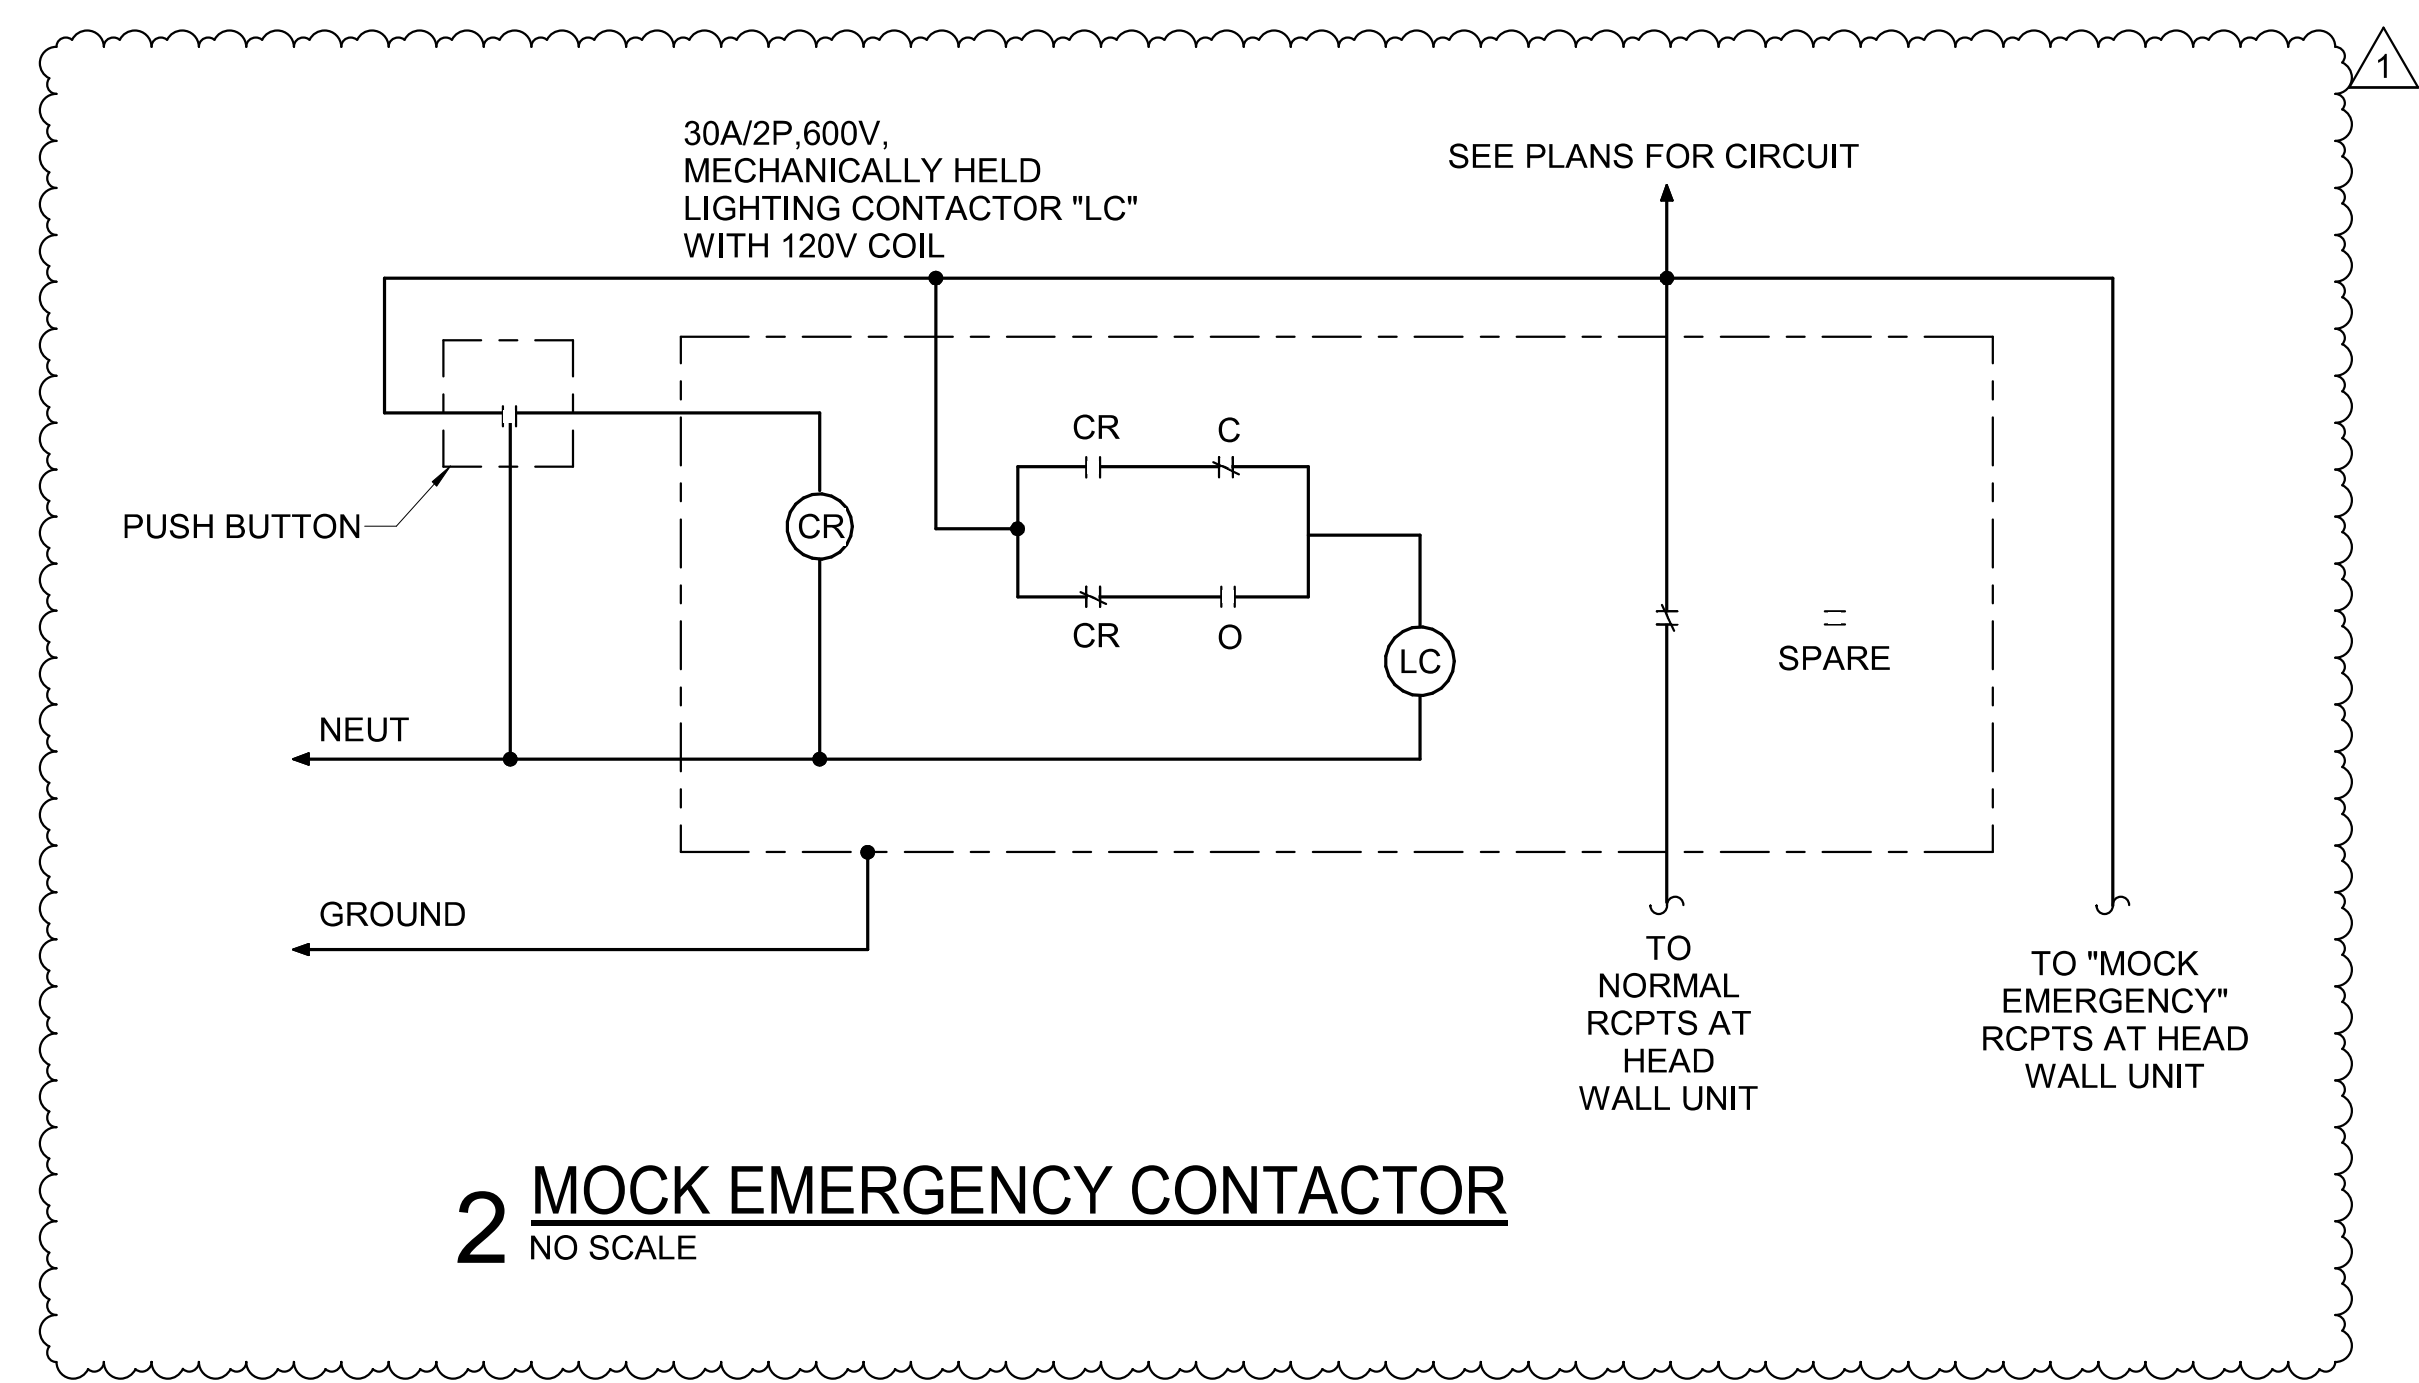 1
30A/2P,600V,
MECHANICALLY HELD
LIGHTING CONTACTOR "LC"
WITH 120V COIL
SEE PLANS FOR CIRCUIT
CR
C
PUSH BUTTON
CR
CR
O
LC
SPARE
NEUT
GROUND
TO
NORMAL
RCPTS AT
HEAD
WALL UNIT
TO "MOCK
EMERGENCY"
RCPTS AT HEAD
WALL UNIT
2 MOCK EMERGENCY CONTACTOR
NO SCALE